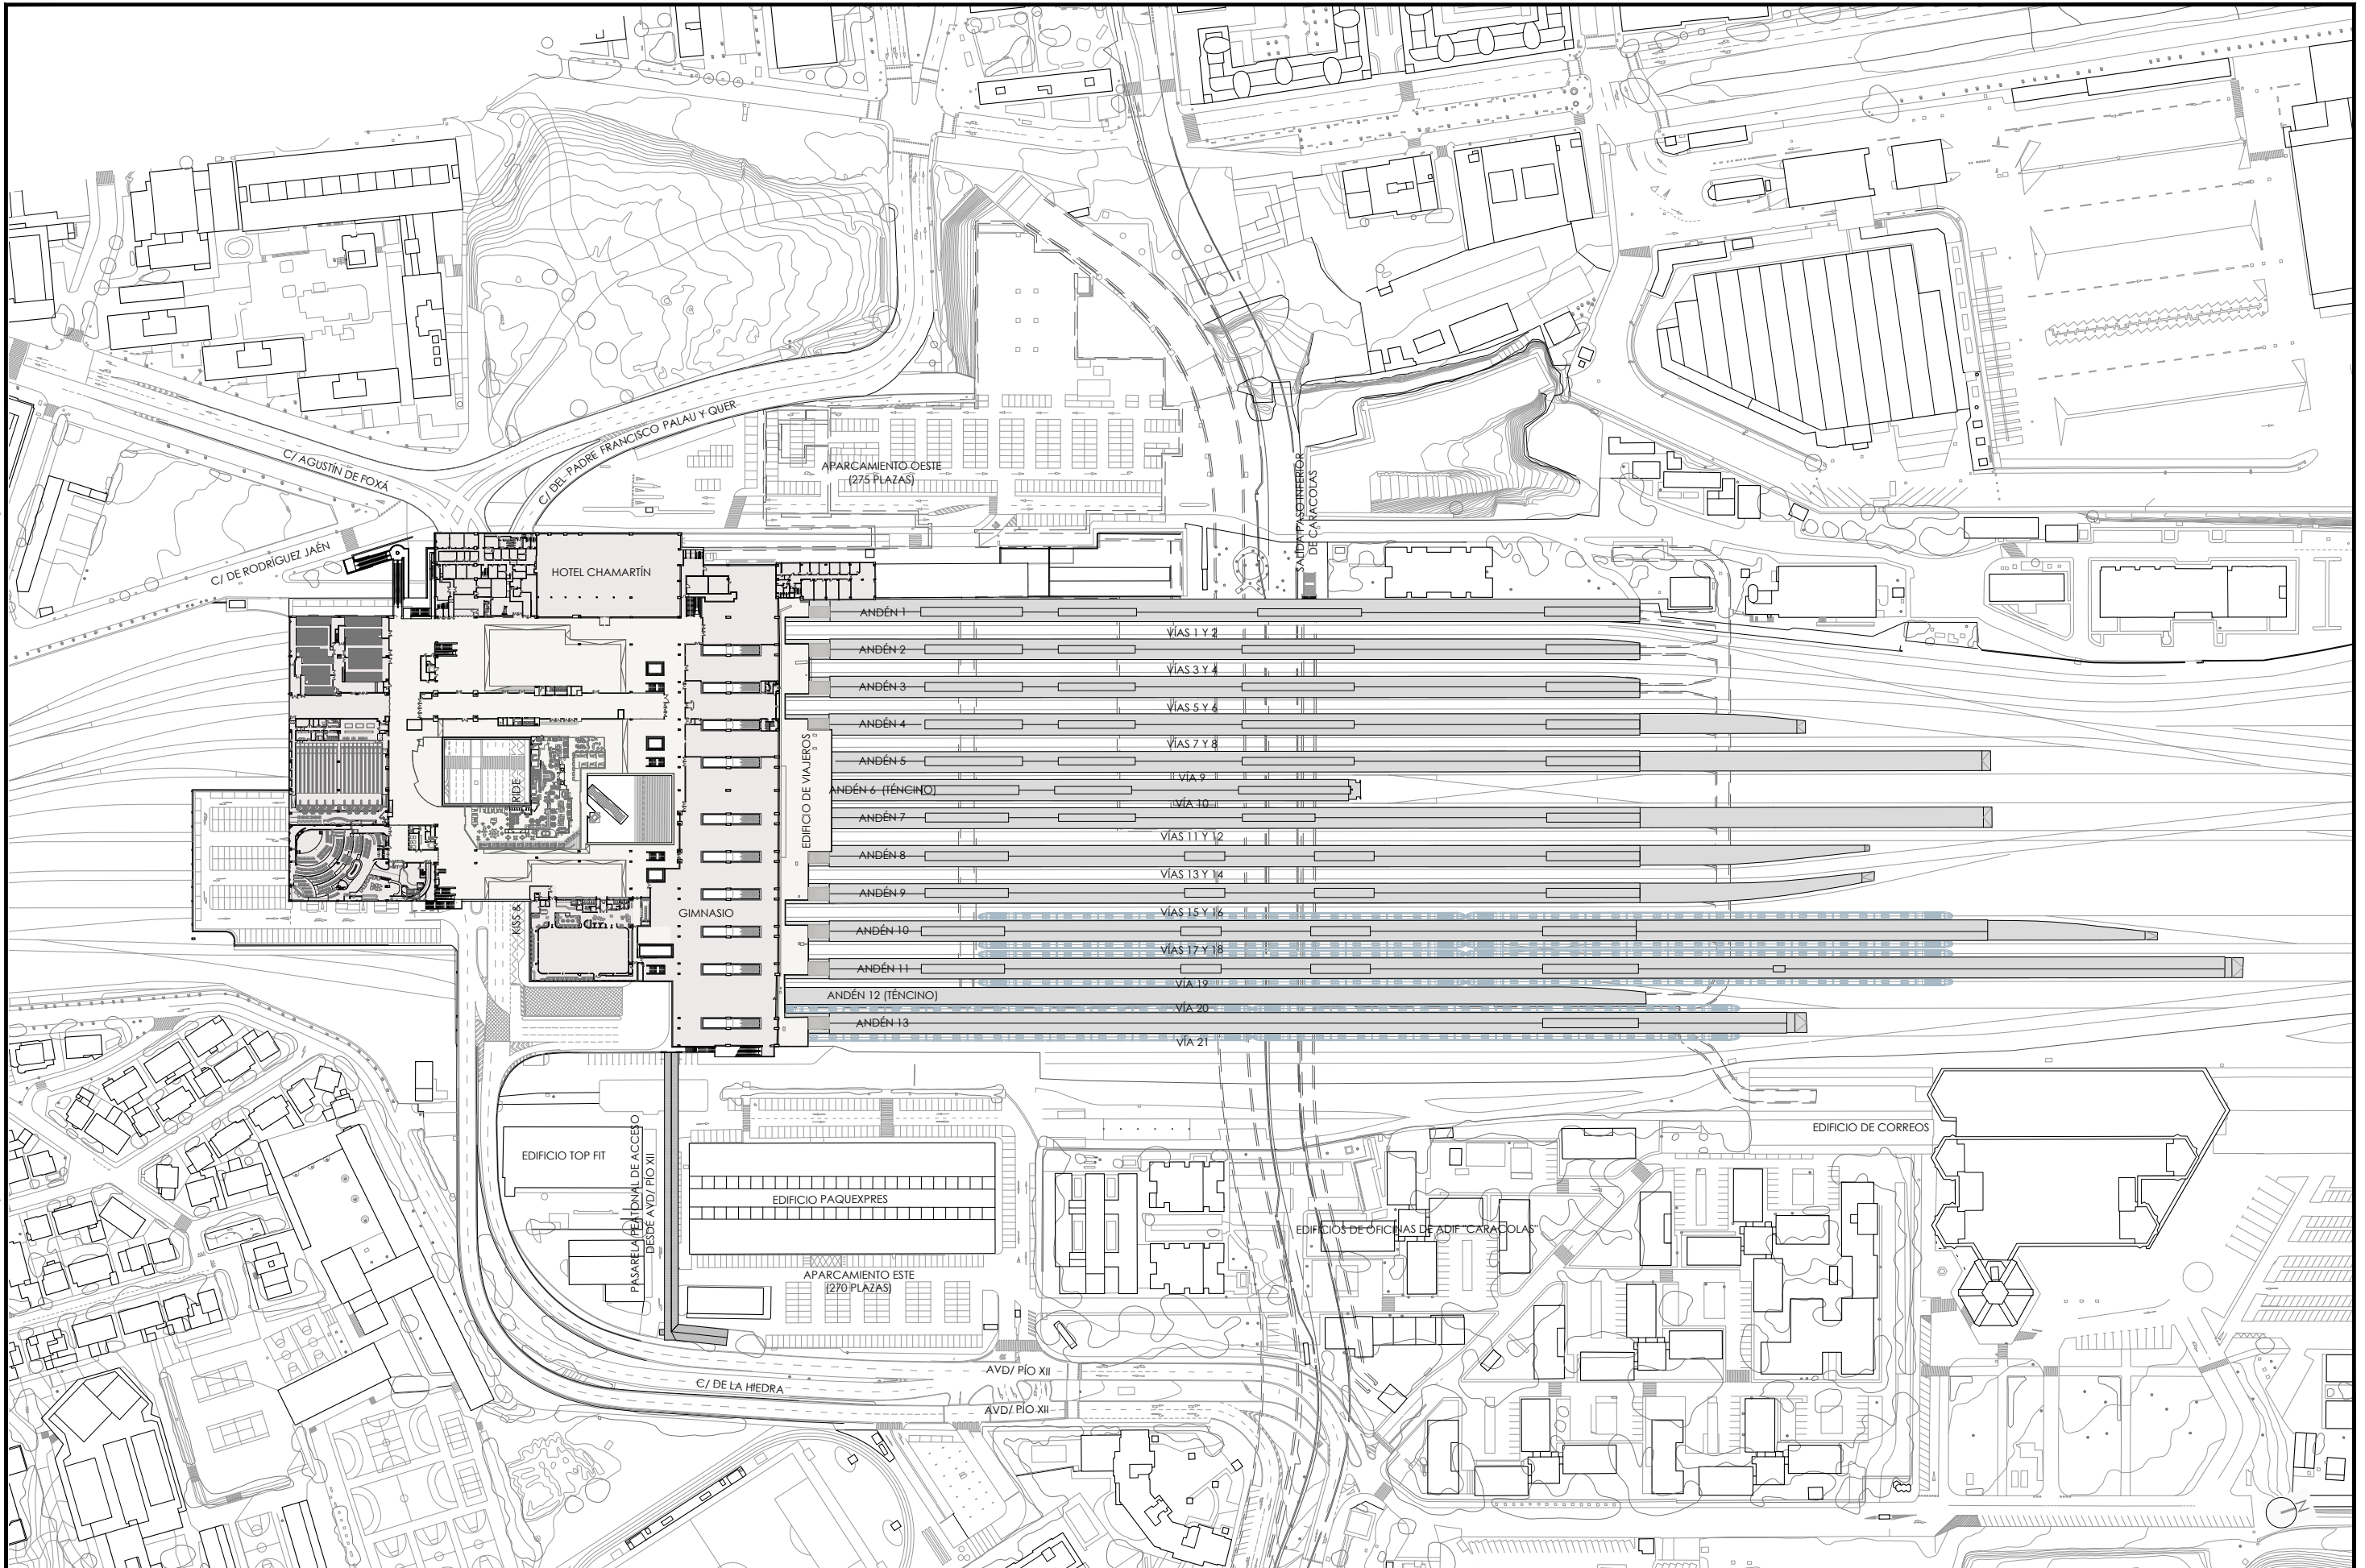 C/ AGUSTÍN DE FOXÁ
C/ DEL PADRE FRANCISCO PALAU Y QUER
APARCAMIENTO OESTE
(275 PLAZAS)
SALIDA PASO INFERIOR
DE CARACOLAS
C/ DE RODRÍGUEZ JAÉN
HOTEL CHAMARTÍN
ANDÉN 1
VÍAS 1 Y 2
ANDÉN 2
VÍAS 3 Y 4
ANDÉN 3
VÍAS 5 Y 6
ANDÉN 4
VÍAS 7 Y 8
ANDÉN 5
VÍA 9
ANDÉN 6 (TÉNCINO)
VÍA 10
ANDÉN 7
VÍAS 11 Y 12
ANDÉN 8
VÍAS 13 Y 14
ANDÉN 9
VÍAS 15 Y 16
ANDÉN 10
VÍAS 17 Y 18
ANDÉN 11
VÍA 19
ANDÉN 12 (TÉNCINO)
VÍA 20
ANDÉN 13
VÍA 21
EDIFICIO DE VIAJEROS
KISS &
RIDE
GIMNASIO
EDIFICIO DE CORREOS
EDIFICIO TOP FIT
PASARELA PEATONAL DE ACCESO
DESDE AVD/ PÍO XII
EDIFICIO PAQUEXPRES
EDIFICIOS DE OFICINAS DE ADIF "CARACOLAS"
APARCAMIENTO ESTE
(270 PLAZAS)
AVD/ PÍO XII
C/ DE LA HIEDRA
AVD/ PÍO XII